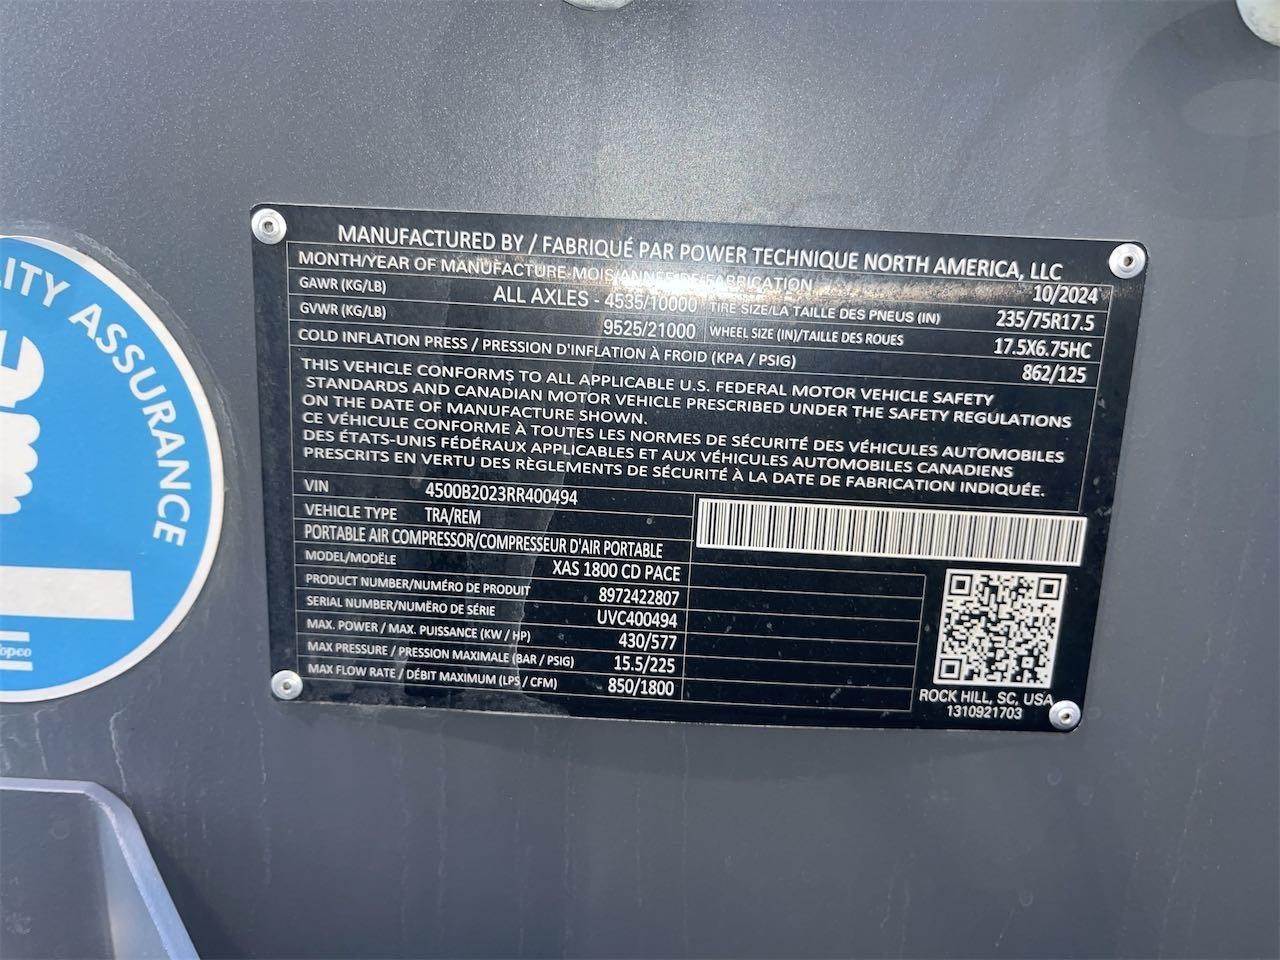 LITY ASSURANCE
opco
MANUFACTURED BY / FABRIQUÉ PAR POWER TECHNIQUE NORTH AMERICA, LLC
MONTH/YEAR OF MANUFACTURE-MOIS/ANNÉE DE FABRICATION 10/2024
GAWR (KG/LB) ALL AXLES - 4535/10000 TIRE SIZE/LA TAILLE DES PNEUS (IN) 235/75R17.5
GVWR (KG/LB) 9525/21000 WHEEL SIZE (IN)/TAILLE DES ROUES 17.5X6.75HC
COLD INFLATION PRESS / PRESSION D'INFLATION À FROID (KPA / PSIG) 862/125
THIS VEHICLE CONFORMS TO ALL APPLICABLE U.S. FEDERAL MOTOR VEHICLE SAFETY
STANDARDS AND CANADIAN MOTOR VEHICLE PRESCRIBED UNDER THE SAFETY REGULATIONS
ON THE DATE OF MANUFACTURE SHOWN.
CE VÉHICULE CONFORME À TOUTES LES NORMES DE SÉCURITÉ DES VÉHICULES AUTOMOBILES
DES ÉTATS-UNIS FÉDÉRAUX APPLICABLES ET AUX VÉHICULES AUTOMOBILES CANADIENS
PRESCRITS EN VERTU DES RÈGLEMENTS DE SÉCURITÉ À LA DATE DE FABRICATION INDIQUÉE.
VIN 4500B2023RR400494
VEHICLE TYPE TRA/REM
PORTABLE AIR COMPRESSOR/COMPRESSEUR D'AIR PORTABLE
MODEL/MODÈLE XAS 1800 CD PACE
PRODUCT NUMBER/NUMÉRO DE PRODUIT 8972422807
SERIAL NUMBER/NUMËRO DE SÉRIE UVC400494
MAX. POWER / MAX. PUISSANCE (KW / HP) 430/577
MAX PRESSURE / PRESSION MAXIMALE (BAR / PSIG) 15.5/225
MAX FLOW RATE / DÉBIT MAXIMUM (LPS / CFM) 850/1800
ROCK HILL, SC, USA
1310921703